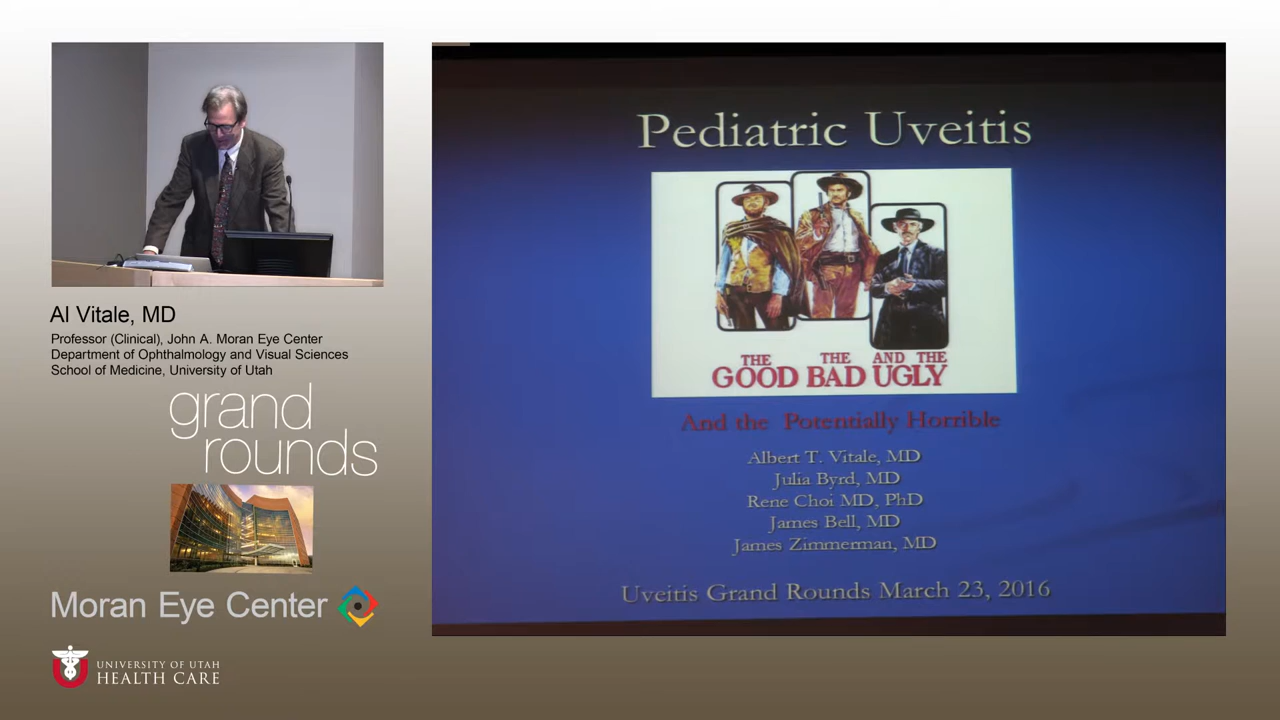 Al Vitale, MD
Professor (Clinical), John A. Moran Eye Center
Department of Ophthalmology and Visual Sciences
School of Medicine, University of Utah
grand
rounds
Moran Eye Center
UNIVERSITY OF UTAH
HEALTH CARE
Pediatric Uveitis
THE THE AND THE
GOOD BAD UGLY
And the Potentially Horrible
Albert T. Vitale, MD
Julia Byrd, MD
Rene Choi MD, PhD
James Bell, MD
James Zimmerman, MD
Uveitis Grand Rounds March 23, 2016